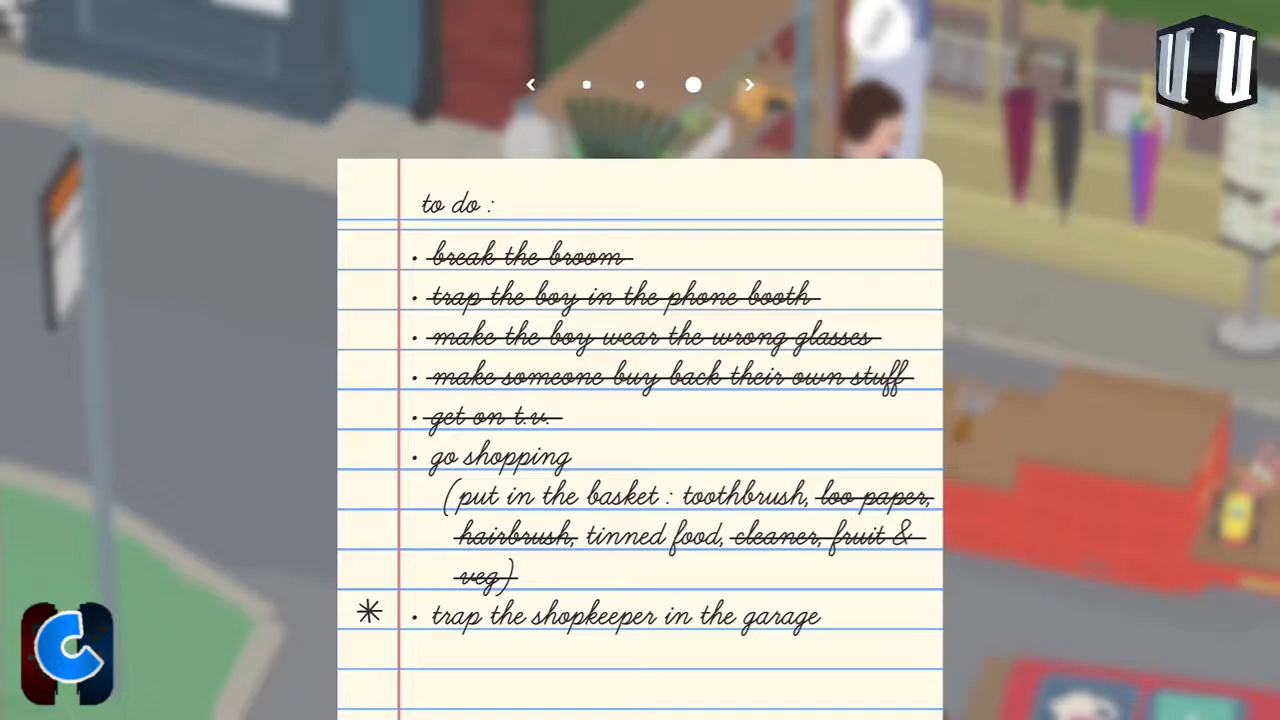 to do :
• break the broom
• trap the boy in the phone booth
• make the boy wear the wrong glasses
• make someone buy back their own stuff
• get on t.v.
• go shopping
(put in the basket : toothbrush, loo paper,
hairbrush, tinned food, cleaner, fruit &
veg)
• trap the shopkeeper in the garage